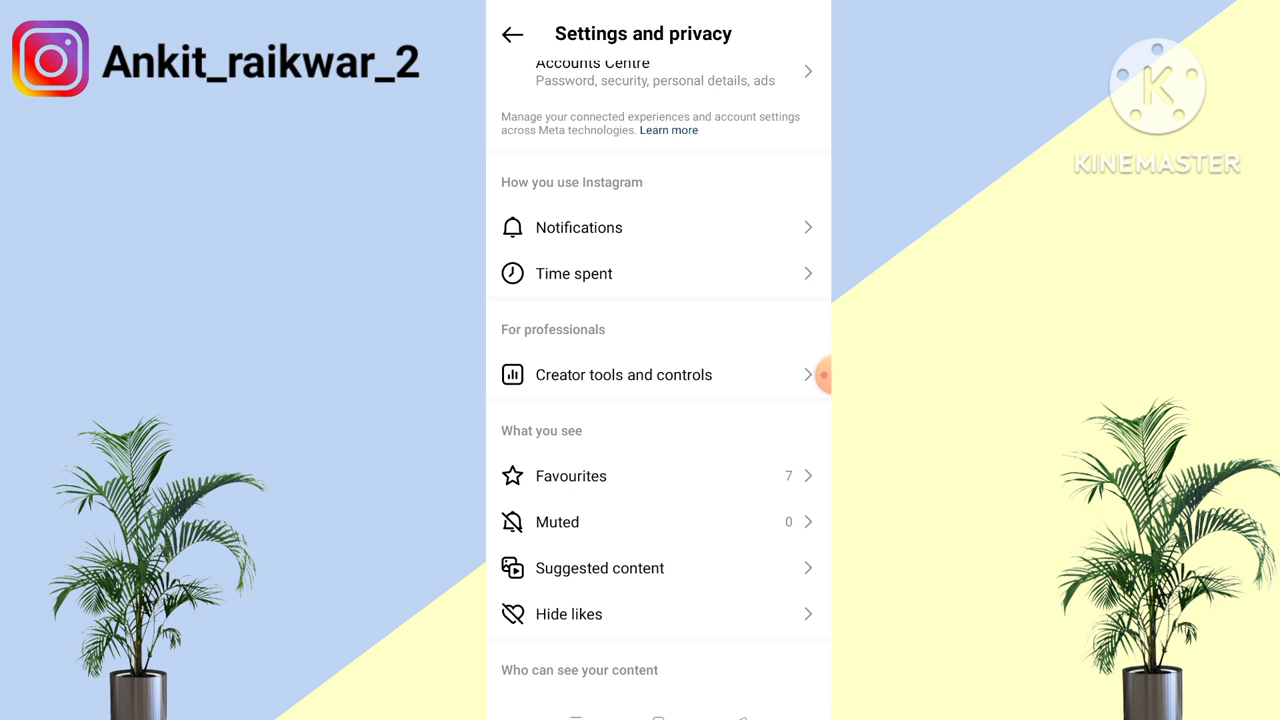 Ankit_raikwar_2
KINEMASTER
Settings and privacy
Accounts Centre
Password, security, personal details, ads
Manage your connected experiences and account settings
across Meta technologies. Learn more
How you use Instagram
Notifications
Time spent
For professionals
Creator tools and controls
What you see
Favourites 7
Muted 0
Suggested content
Hide likes
Who can see your content